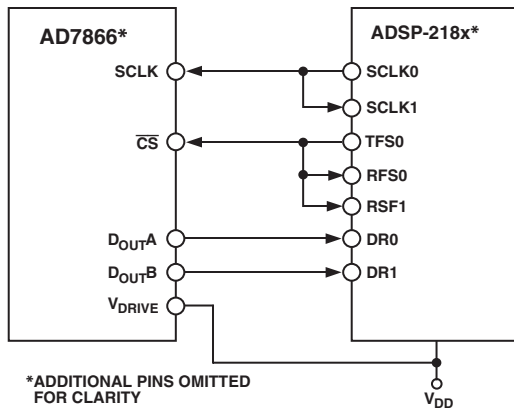 AD7866*
ADSP-218x*
SCLK
SCLK0
SCLK1
CS
TFS0
RFS0
RSF1
DOUTA
DR0
DOUTB
DR1
VDRIVE
*ADDITIONAL PINS OMITTED
FOR CLARITY
VDD